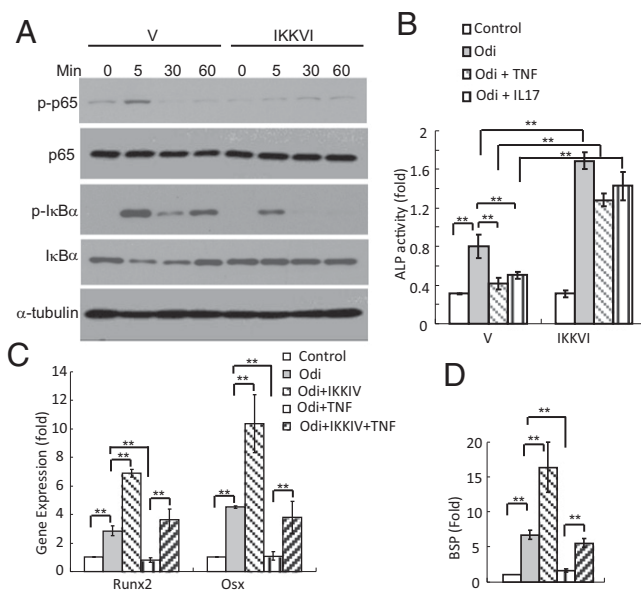 A
V
IKKVI
Min 0 5 30 60 0 5 30 60
p-p65
p65
p-IκBα
IκBα
α-tubulin
B
Control
Odi
Odi + TNF
Odi + IL17
ALP activity (fold)
2
1.6
1.2
0.8
0.4
0
**
**
**
**
**
**
V
IKKVI
C
Control
Odi
Odi+IKKIV
Odi+TNF
Odi+IKKIV+TNF
Gene Expression (fold)
14
12
10
8
6
4
2
0
**
**
**
**
**
**
**
**
Runx2
Osx
D
BSP (Fold)
20
15
10
5
0
**
**
**
**